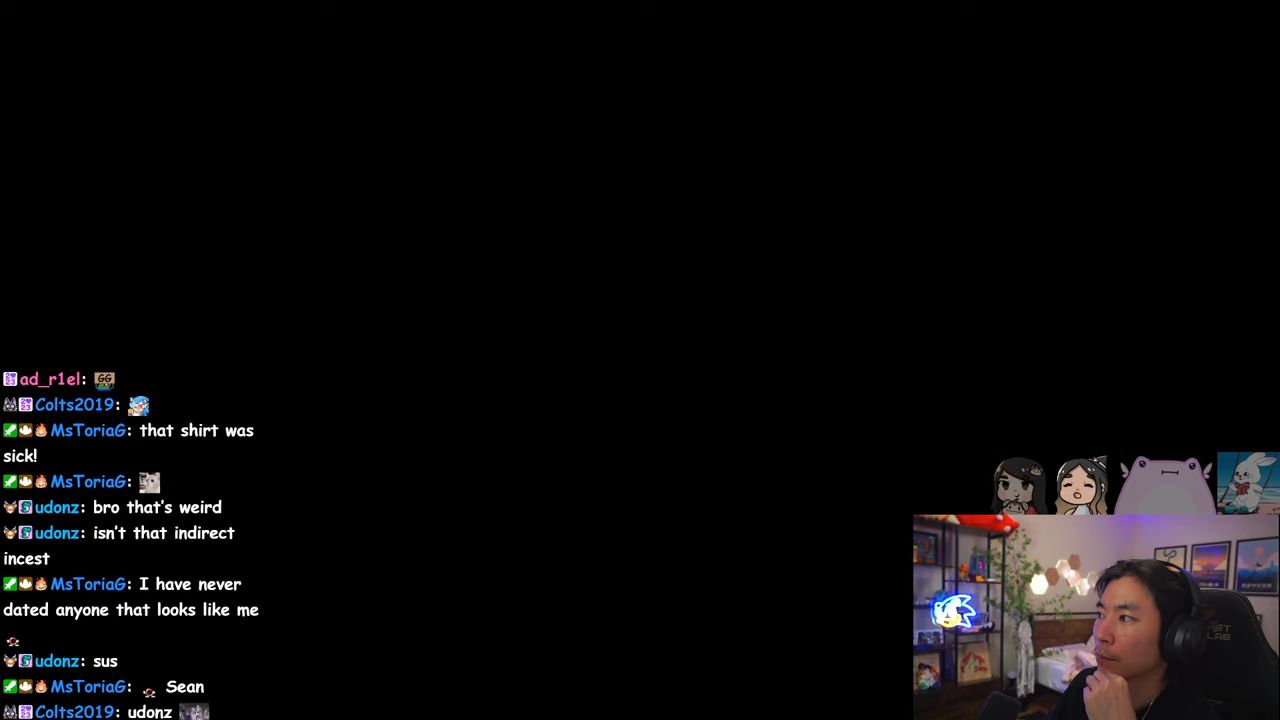 ad_r1el: GG
Colts2019:
MsToriaG: that shirt was
sick!
MsToriaG:
udonz: bro that's weird
udonz: isn't that indirect
incest
MsToriaG: I have never
dated anyone that looks like me
udonz: sus
MsToriaG: Sean
Colts2019: udonz